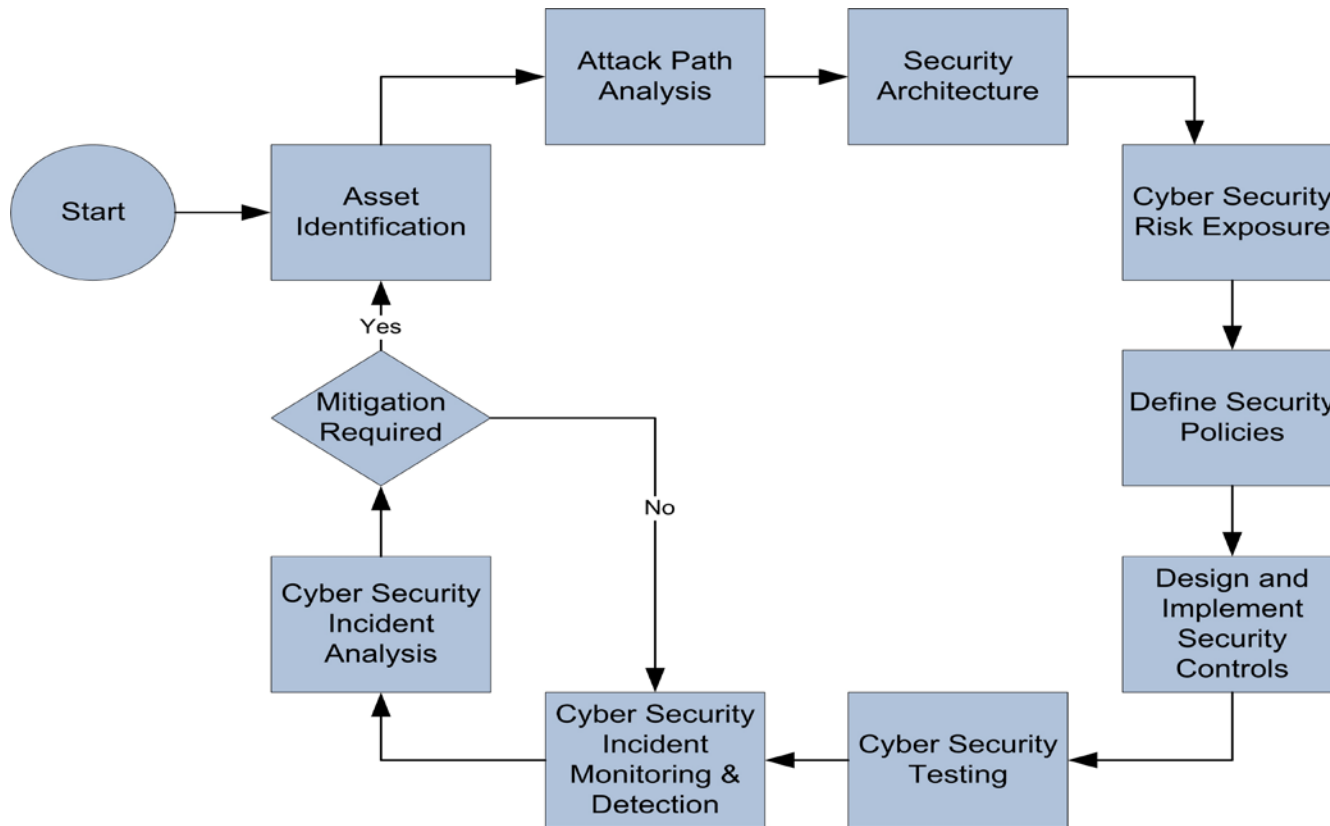 Attack Path
Analysis
Security
Architecture
Start
Asset
Identification
Cyber Security
Risk Exposure
Yes
Mitigation
Required
No
Define Security
Policies
Cyber Security
Incident
Analysis
Design and
Implement
Security
Controls
Cyber Security
Incident
Monitoring &
Detection
Cyber Security
Testing